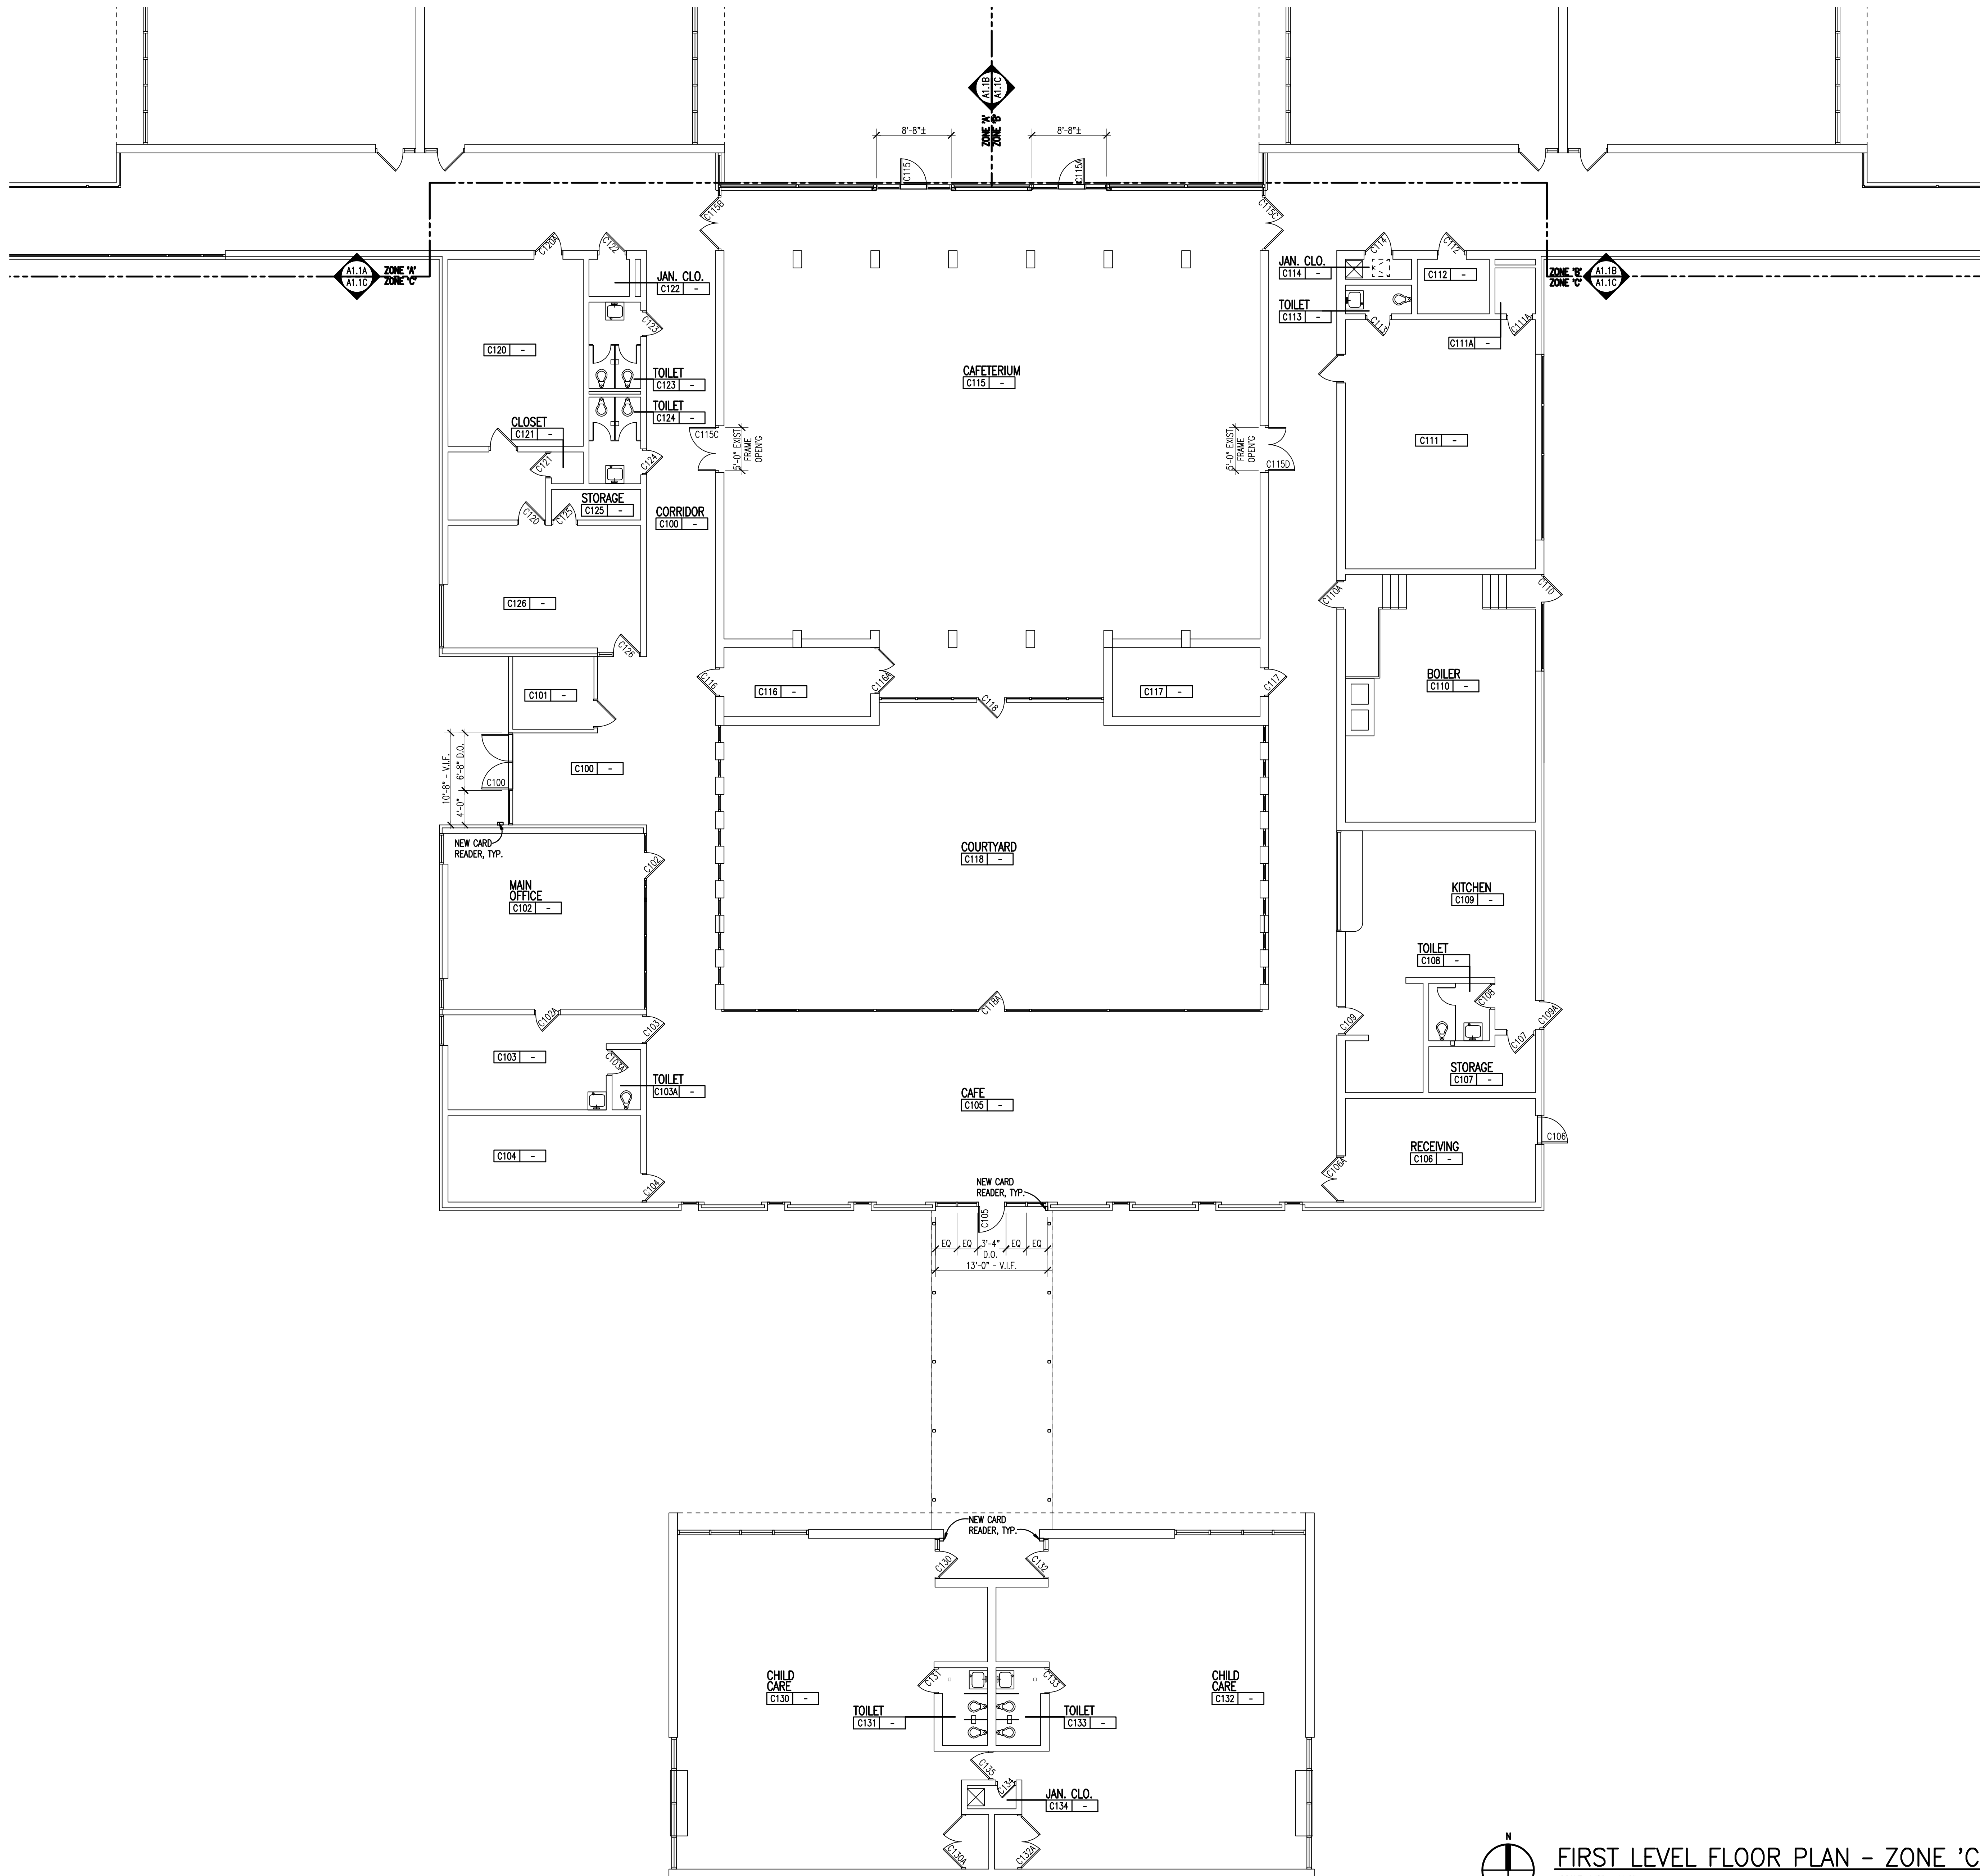 A1.1B
A1.1C
ZONE 'A'
ZONE 'B'
8'-8"±
8'-8"±
C115
C115A
C115B
C115C
C120A
C122
C114
C112
A1.1A
A1.1C
ZONE 'A'
ZONE 'C'
JAN. CLO.
C122 -
JAN. CLO.
C114 -
C112 -
ZONE 'B'
ZONE 'C'
A1.1B
A1.1C
TOILET
C113 -
C123
C113
C111A
C120 -
C111A -
TOILET
C123 -
CAFETERIUM
C115 -
TOILET
C124 -
CLOSET
C121 -
C115C
5'-0" EXIST
FRAME
OPEN'G
5'-0" EXIST
FRAME
OPEN'G
C115D
C111 -
C121
C124
STORAGE
C125 -
C120
C125
CORRIDOR
C100 -
C110A
C110
C126 -
C126
C116
C116A
C117
BOILER
C110 -
C101 -
C116 -
C117 -
C118
10'-8" - V.I.F.
6'-8" D.O.
4'-0"
C100
C100 -
NEW CARD
READER, TYP.
COURTYARD
C118 -
C102
MAIN
OFFICE
C102 -
KITCHEN
C109 -
TOILET
C108 -
C108
C102A
C103
C118A
C109
C109A
C107
C103 -
C103A
TOILET
C103A -
STORAGE
C107 -
CAFE
C105 -
C106
C104 -
RECEIVING
C106 -
C104
C106A
NEW CARD
READER, TYP.
C105
EQ EQ 3'-4" EQ EQ
D.O.
13'-0" - V.I.F.
NEW CARD
READER, TYP.
C130
C132
CHILD
CARE
C130 -
C131
C133
CHILD
CARE
C132 -
TOILET
C131 -
TOILET
C133 -
C135
C134
JAN. CLO.
C134 -
C130A
C132A
N
FIRST LEVEL FLOOR PLAN - ZONE 'C